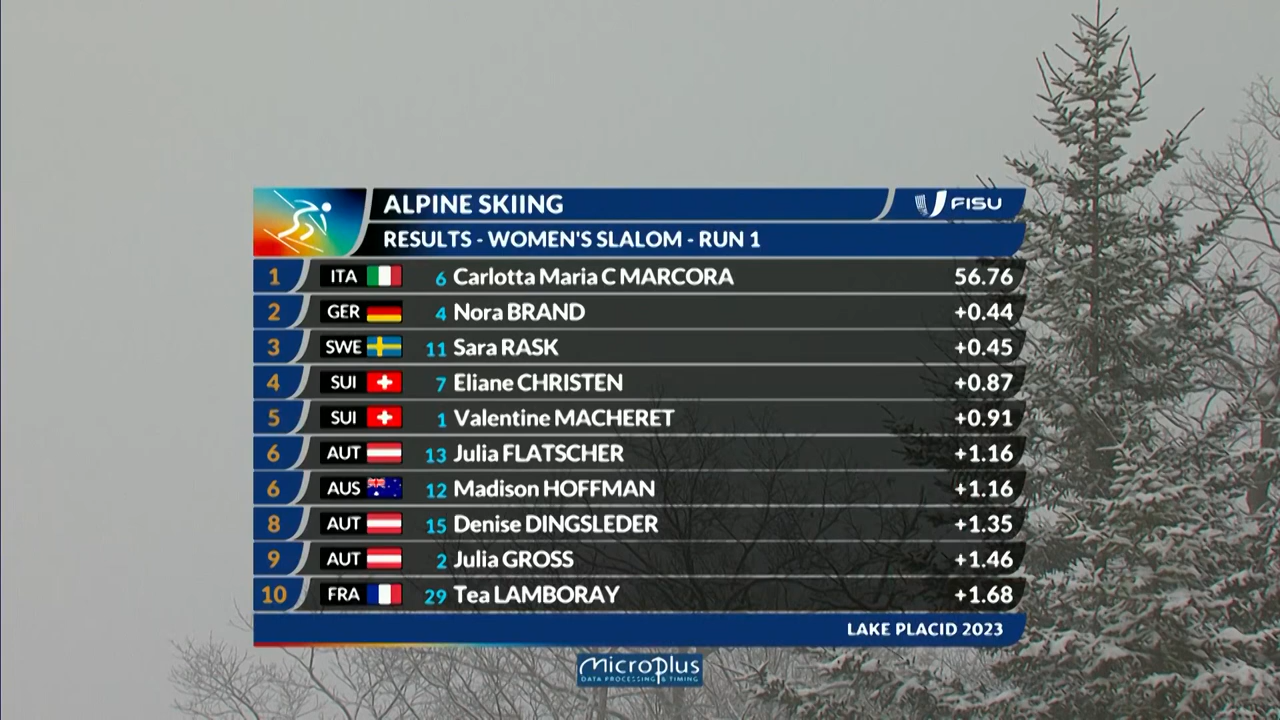 ALPINE SKIING
FISU
RESULTS - WOMEN'S SLALOM - RUN 1
1 ITA 6 Carlotta Maria C MARCORA 56.76
2 GER 4 Nora BRAND +0.44
3 SWE 11 Sara RASK +0.45
4 SUI 7 Eliane CHRISTEN +0.87
5 SUI 1 Valentine MACHERET +0.91
6 AUT 13 Julia FLATSCHER +1.16
6 AUS 12 Madison HOFFMAN +1.16
8 AUT 15 Denise DINGSLEDER +1.35
9 AUT 2 Julia GROSS +1.46
10 FRA 29 Tea LAMBORAY +1.68
LAKE PLACID 2023
Microplus
DATA PROCESSING & TIMING